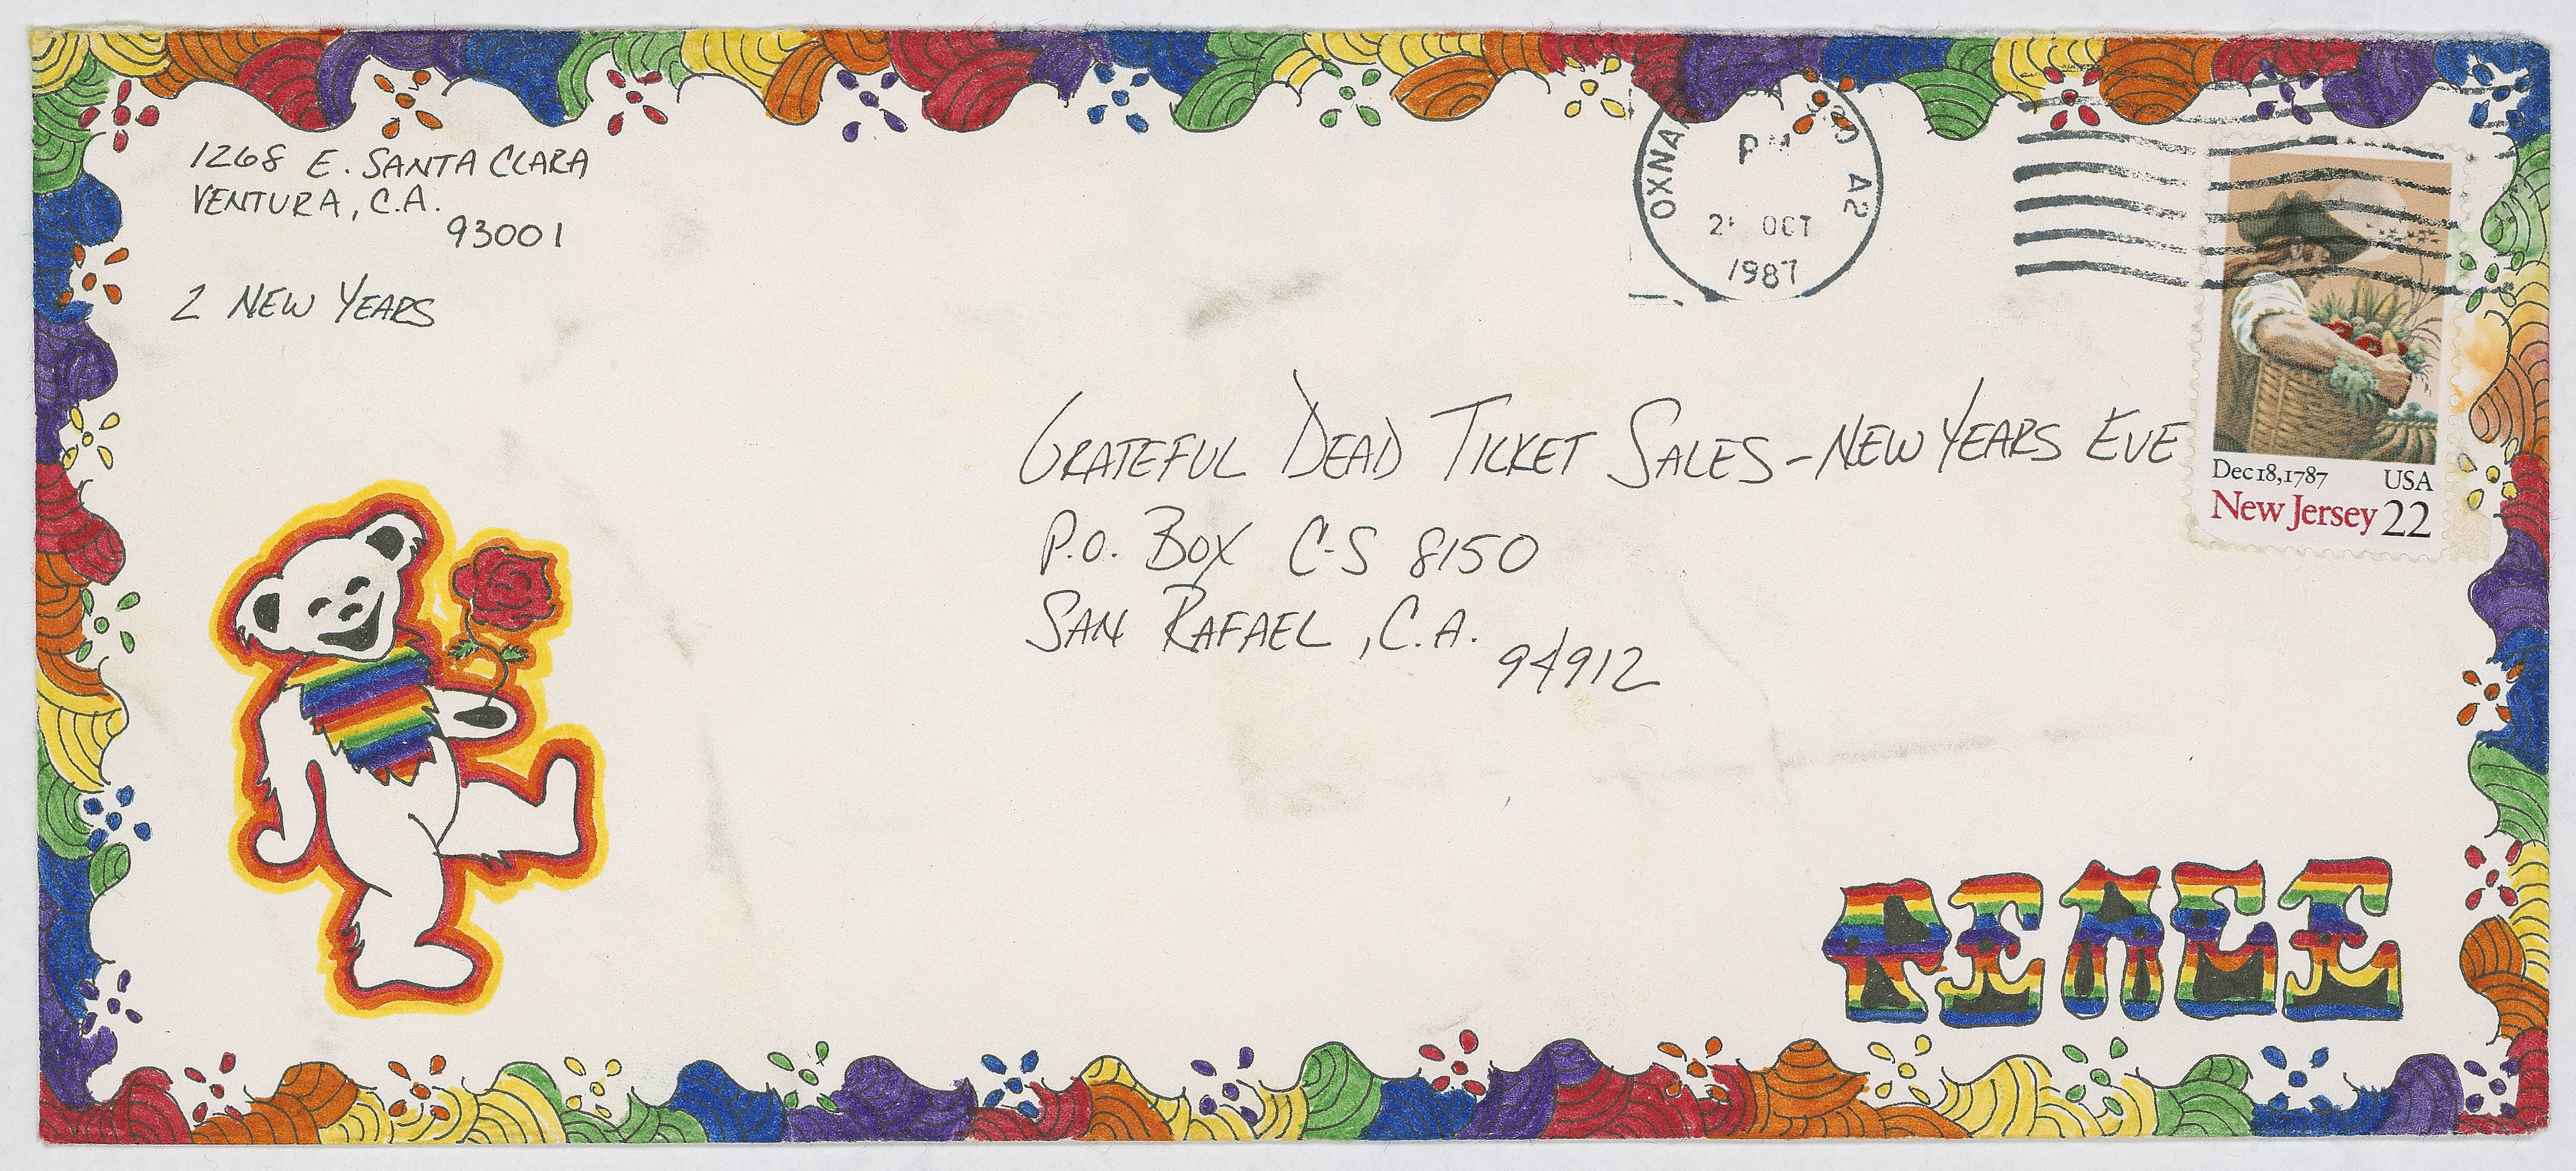 1268 E. SANTA CLARA
VENTURA, C.A.
93001
2 NEW YEARS
OXNARD
A2
PM
OCT
1987
GRATEFUL DEAD TICKET SALES - NEW YEARS EVE
P.O. BOX C-S 8150
SAN RAFAEL, C.A.
94912
Dec 18, 1787 USA
New Jersey 22
PEACE